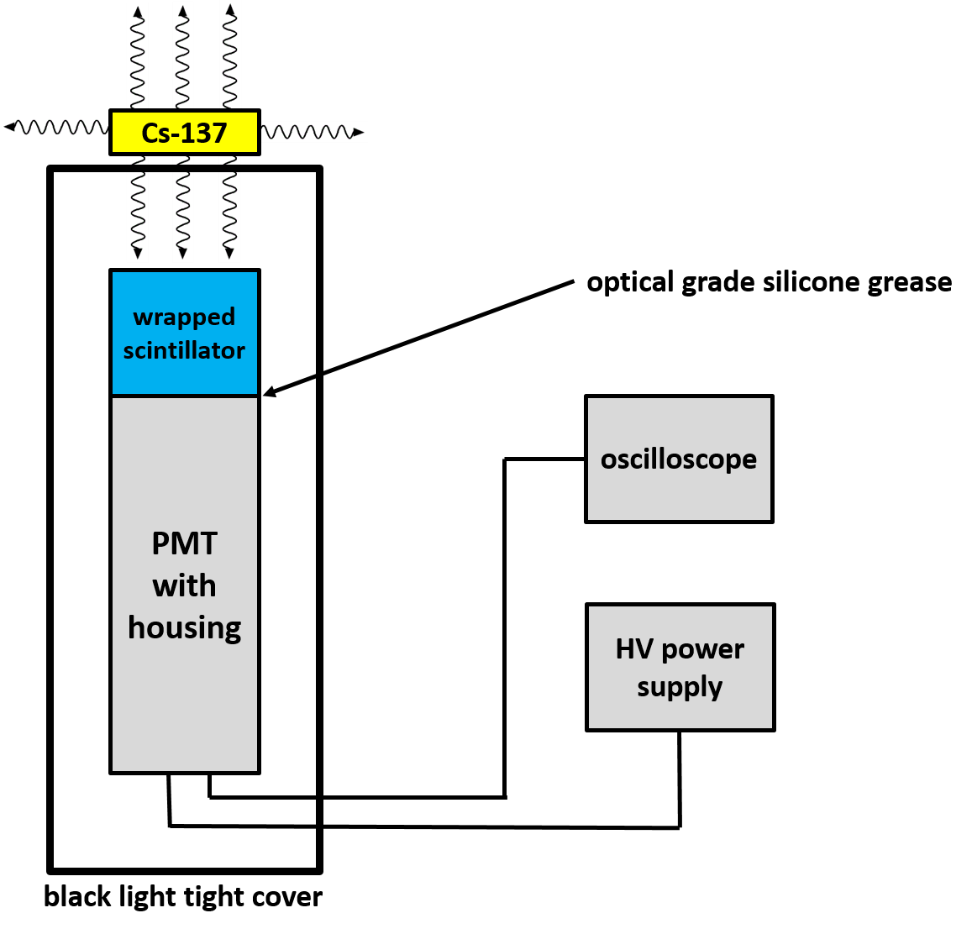 Cs-137
optical grade silicone grease
wrapped
scintillator
oscilloscope
PMT
with
housing
HV power
supply
black light tight cover